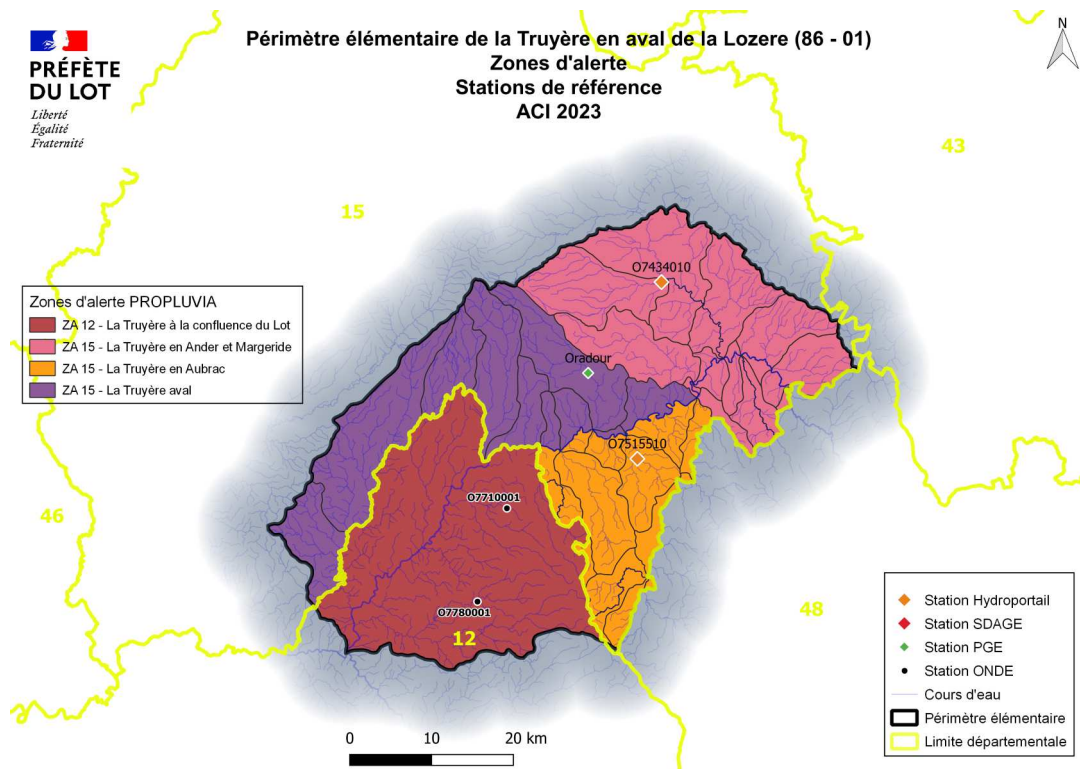 PRÉFÈTE
DU LOT
Liberté
Égalité
Fraternité
Périmètre élémentaire de la Truyère en aval de la Lozere (86 - 01)
Zones d'alerte
Stations de référence
ACI 2023
N
43
15
O7434010
Zones d'alerte PROPLUVIA
ZA 12 - La Truyère à la confluence du Lot
ZA 15 - La Truyère en Ander et Margeride
ZA 15 - La Truyère en Aubrac
ZA 15 - La Truyère aval
Oradour
O7515510
O7710001
46
O7780001
12
48
Station Hydroportail
Station SDAGE
Station PGE
Station ONDE
Cours d'eau
Périmètre élémentaire
Limite départementale
0 10 20 km